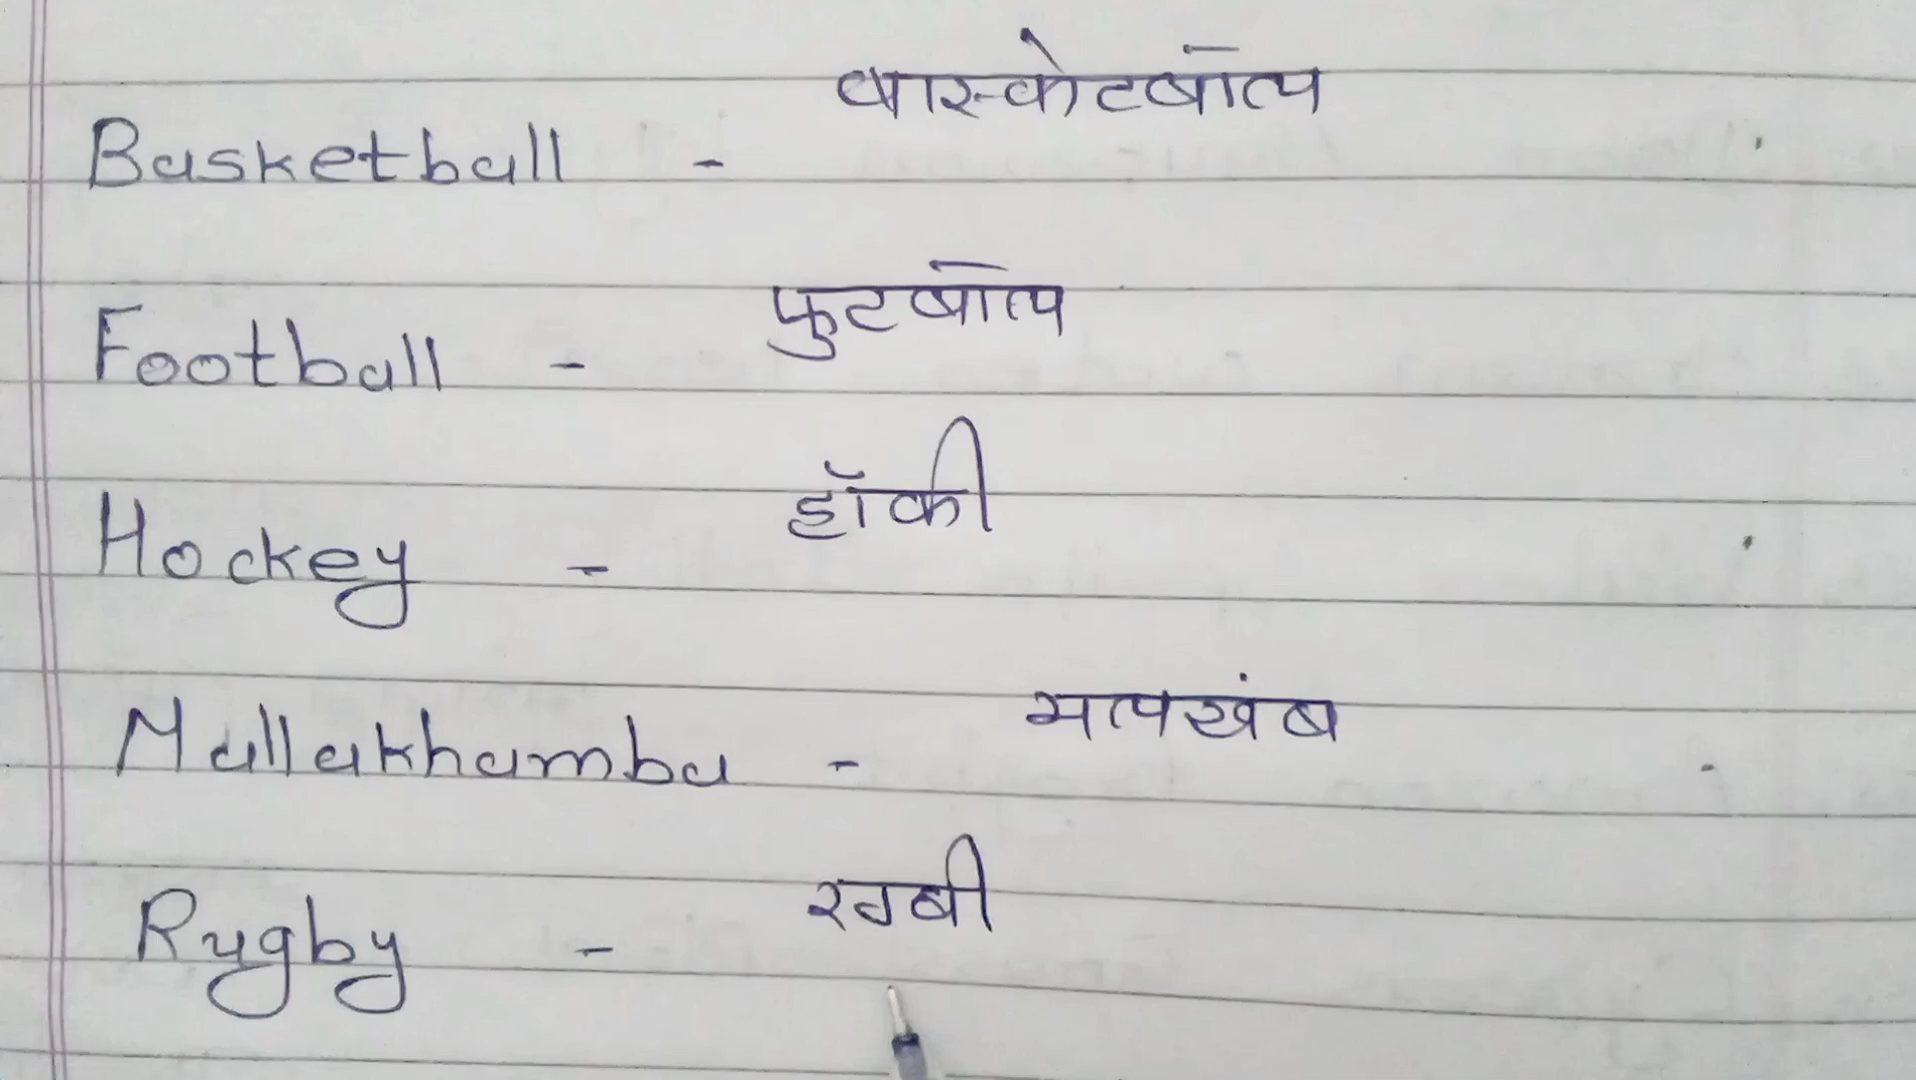 Basketball - बास्केटबॉल
Football - फुटबॉल
Hockey - हॉकी
Mallakhamba - मलखंब
Rugby - रग्बी